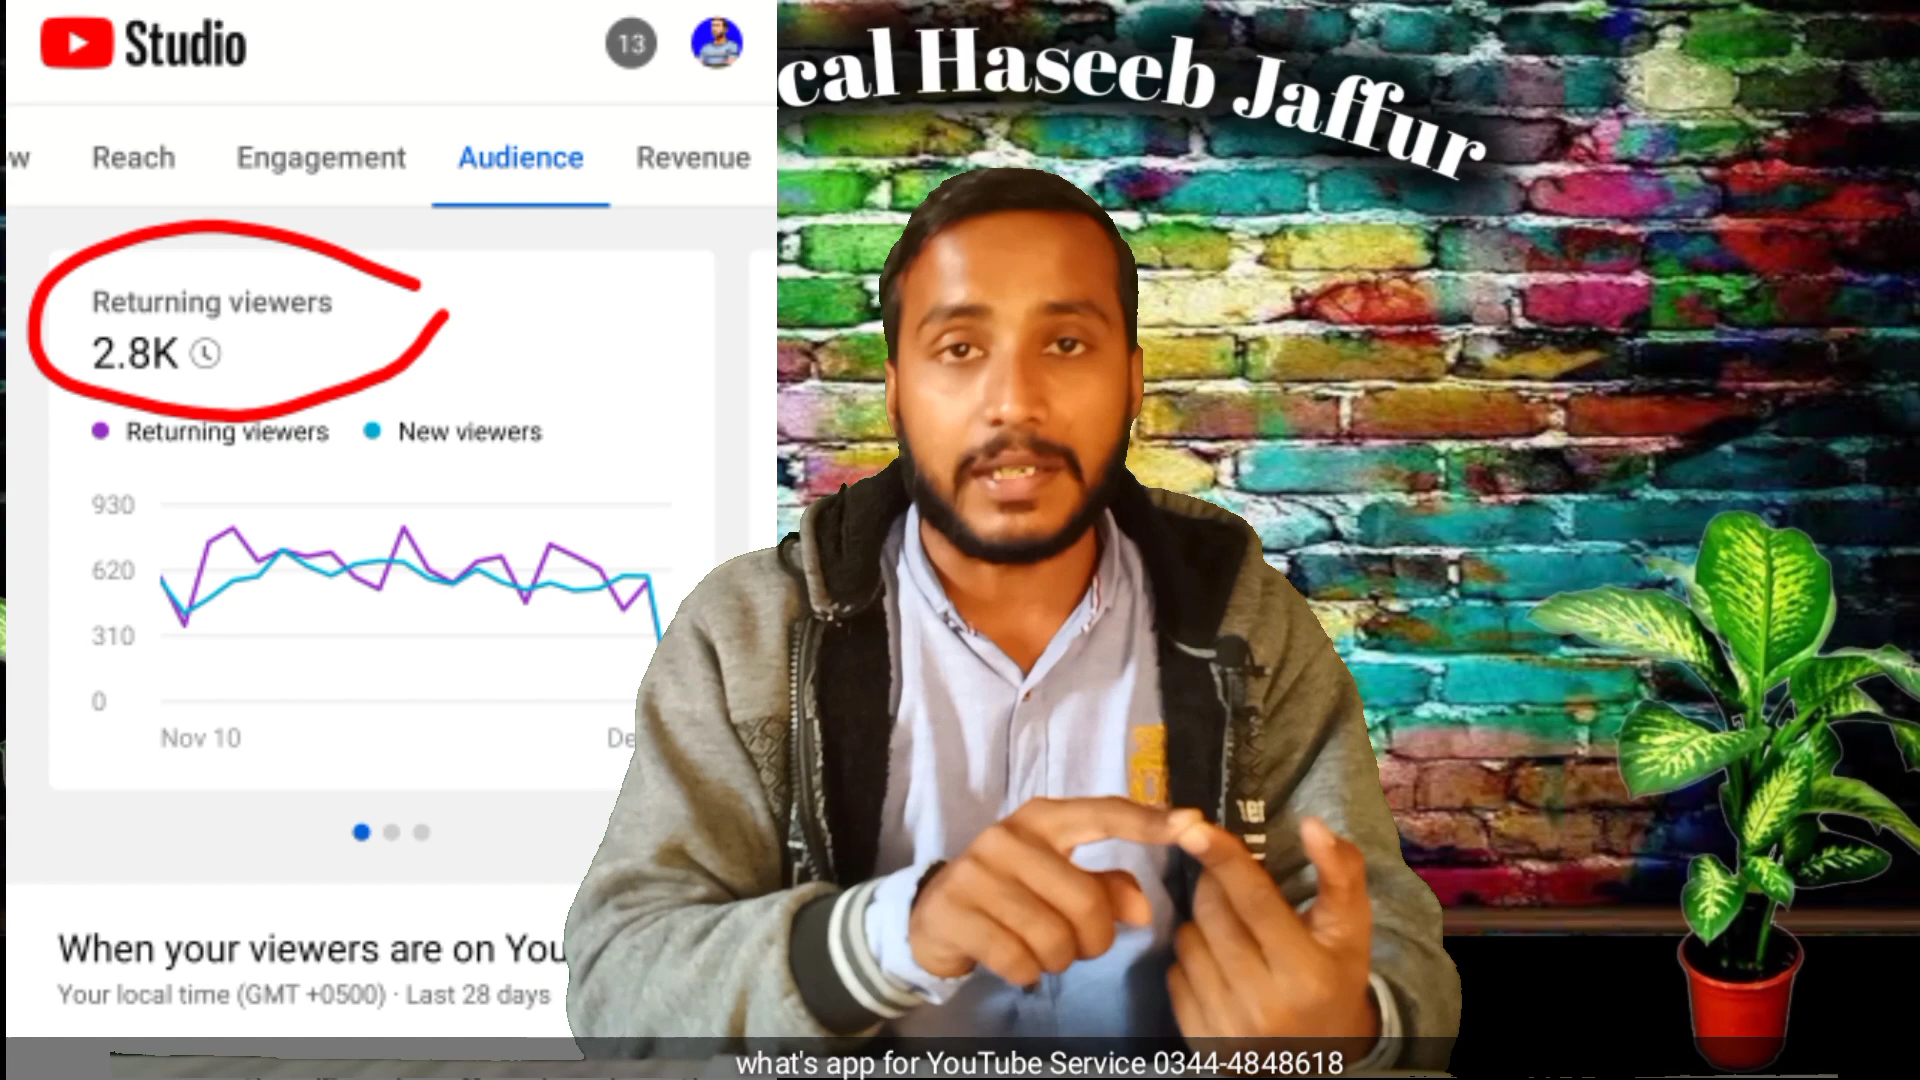 Studio
13
cal Haseeb Jaffur
w Reach Engagement Audience Revenue
Returning viewers
2.8K
Returning viewers New viewers
930
620
310
0
Nov 10 De
When your viewers are on You
Your local time (GMT +0500) · Last 28 days
what's app for YouTube Service 0344-4848618